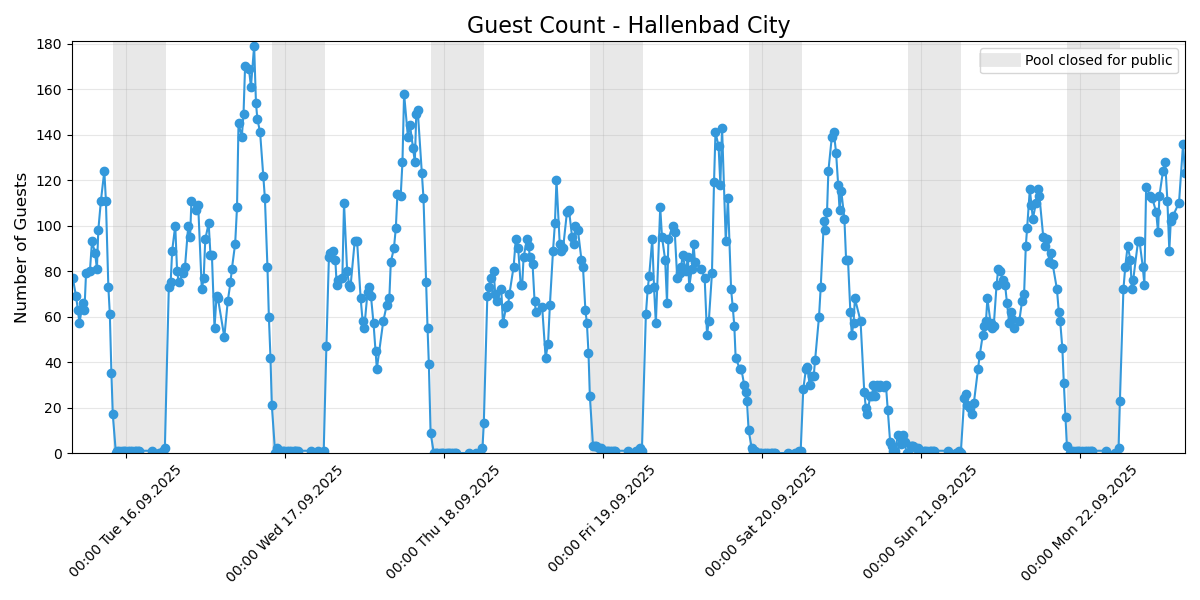 Guest Count - Hallenbad City
Pool closed for public
Number of Guests
180
160
140
120
100
80
60
40
20
0
00:00 Tue 16.09.2025
00:00 Wed 17.09.2025
00:00 Thu 18.09.2025
00:00 Fri 19.09.2025
00:00 Sat 20.09.2025
00:00 Sun 21.09.2025
00:00 Mon 22.09.2025